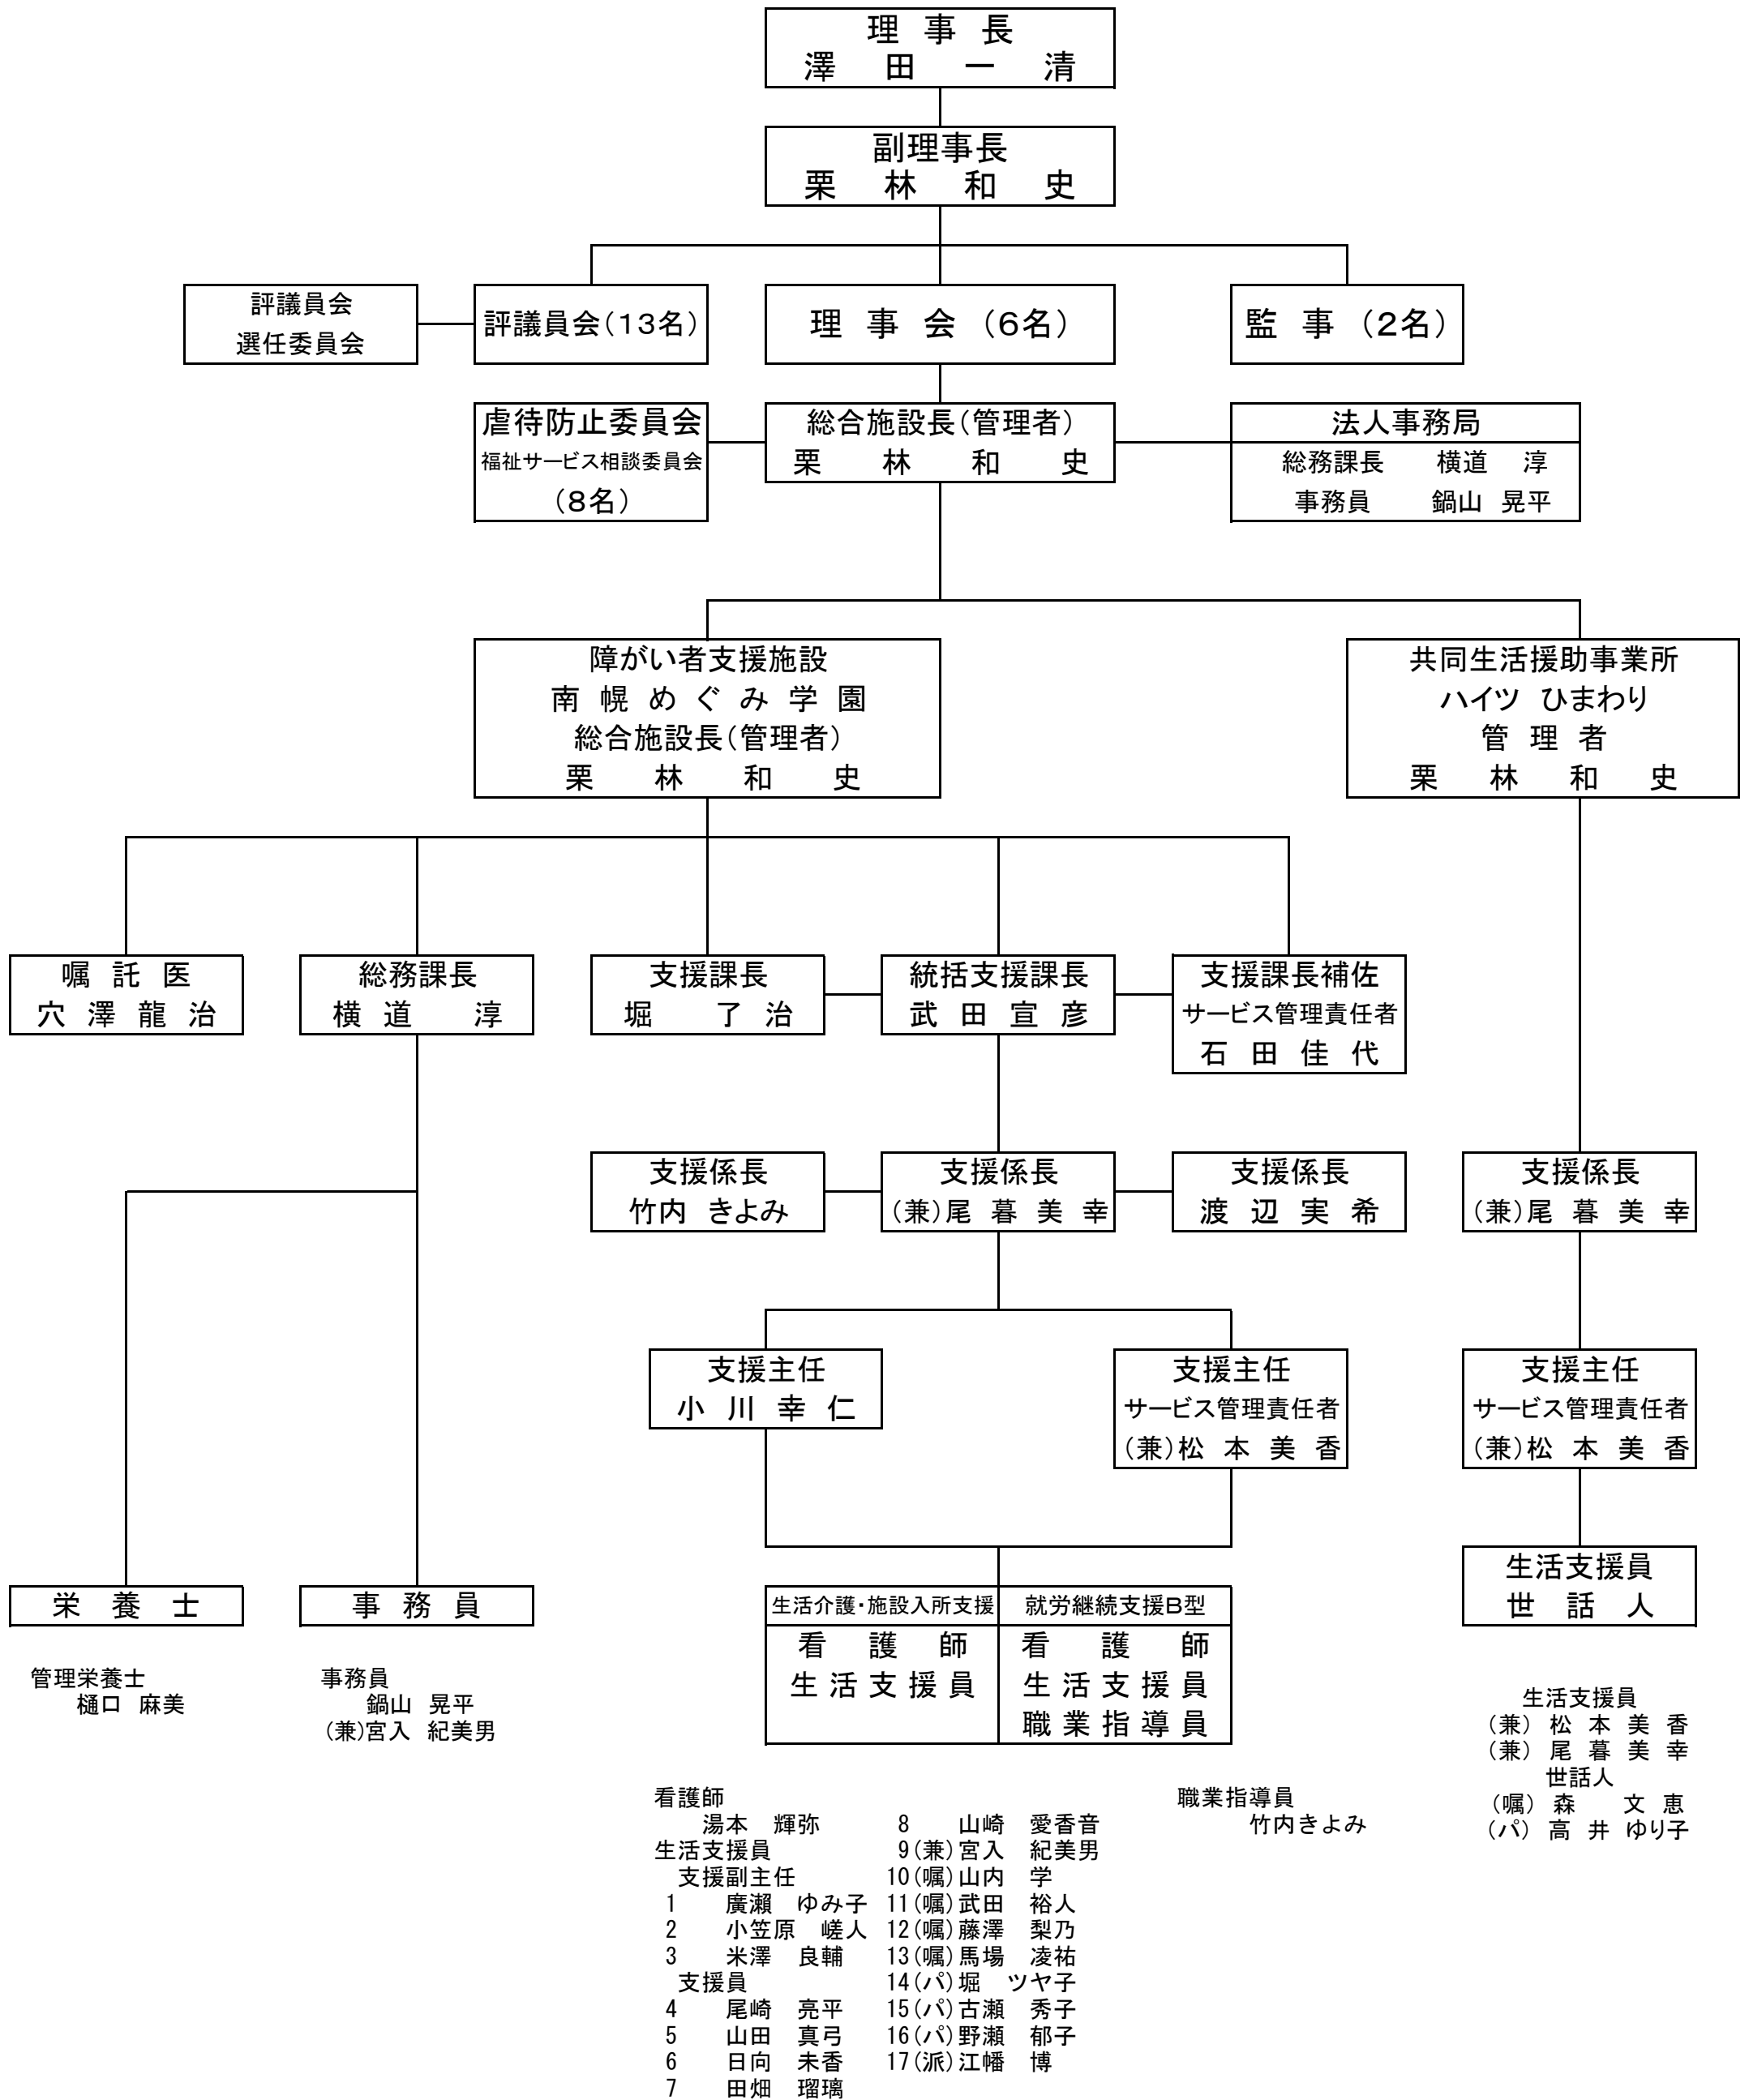 理事長
澤田一清
副理事長
栗林和史
評議員会
選任委員会
評議員会(13名)
理事会(6名)
監事(2名)
虐待防止委員会
福祉サービス相談委員会
(8名)
総合施設長(管理者)
栗林和史
法人事務局
総務課長 横道 淳
事務員 鍋山 晃平
障がい者支援施設
南幌めぐみ学園
総合施設長(管理者)
栗林和史
共同生活援助事業所
ハイツ ひまわり
管理者
栗林和史
嘱託医
穴澤龍治
総務課長
横道 淳
支援課長
堀 了治
統括支援課長
武田宣彦
支援課長補佐
サービス管理責任者
石田佳代
支援係長
竹内 きよみ
支援係長
(兼)尾暮美幸
支援係長
渡辺実希
支援係長
(兼)尾暮美幸
支援主任
小川幸仁
支援主任
サービス管理責任者
(兼)松本美香
支援主任
サービス管理責任者
(兼)松本美香
栄養士
事務員
生活介護・施設入所支援
看護師
生活支援員
就労継続支援B型
看護師
生活支援員
職業指導員
生活支援員
世話人
管理栄養士
樋口 麻美
事務員
鍋山 晃平
(兼)宮入 紀美男
看護師
湯本 輝弥
生活支援員
支援副主任
1 廣瀬 ゆみ子
2 小笠原 嵯人
3 米澤 良輔
支援員
4 尾崎 亮平
5 山田 真弓
6 日向 未香
7 田畑 瑠璃
8 山崎 愛香音
9(兼)宮入 紀美男
10(嘱)山内 学
11(嘱)武田 裕人
12(嘱)藤澤 梨乃
13(嘱)馬場 凌祐
14(パ)堀 ツヤ子
15(パ)古瀬 秀子
16(パ)野瀬 郁子
17(派)江幡 博
職業指導員
竹内きよみ
生活支援員
(兼) 松本美香
(兼) 尾暮美幸
世話人
(嘱) 森 文恵
(パ) 高井 ゆり子